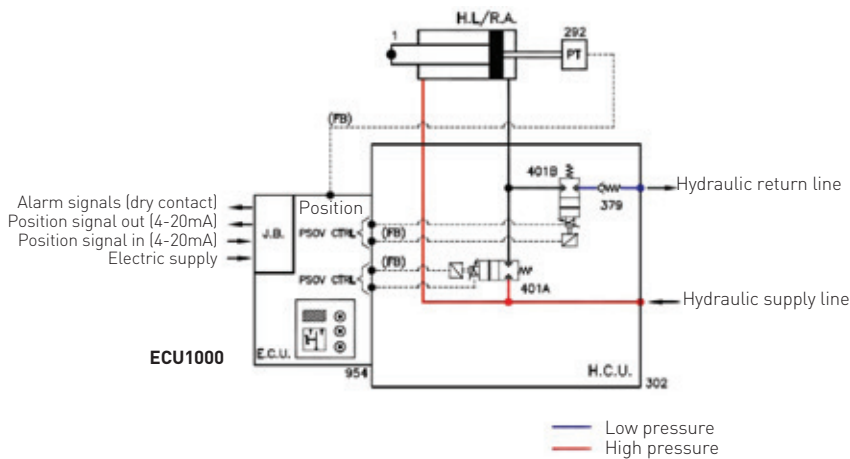 H.L/R.A.
1
292
PT
(FB)
401B
Hydraulic return line
379
Alarm signals (dry contact)
Position signal out (4-20mA)
Position signal in (4-20mA)
Electric supply
J.B.
Position
PSOV CTRL
(FB)
PSOV CTRL
(FB)
401A
Hydraulic supply line
ECU1000
E.C.U.
954
H.C.U.
302
Low pressure
High pressure